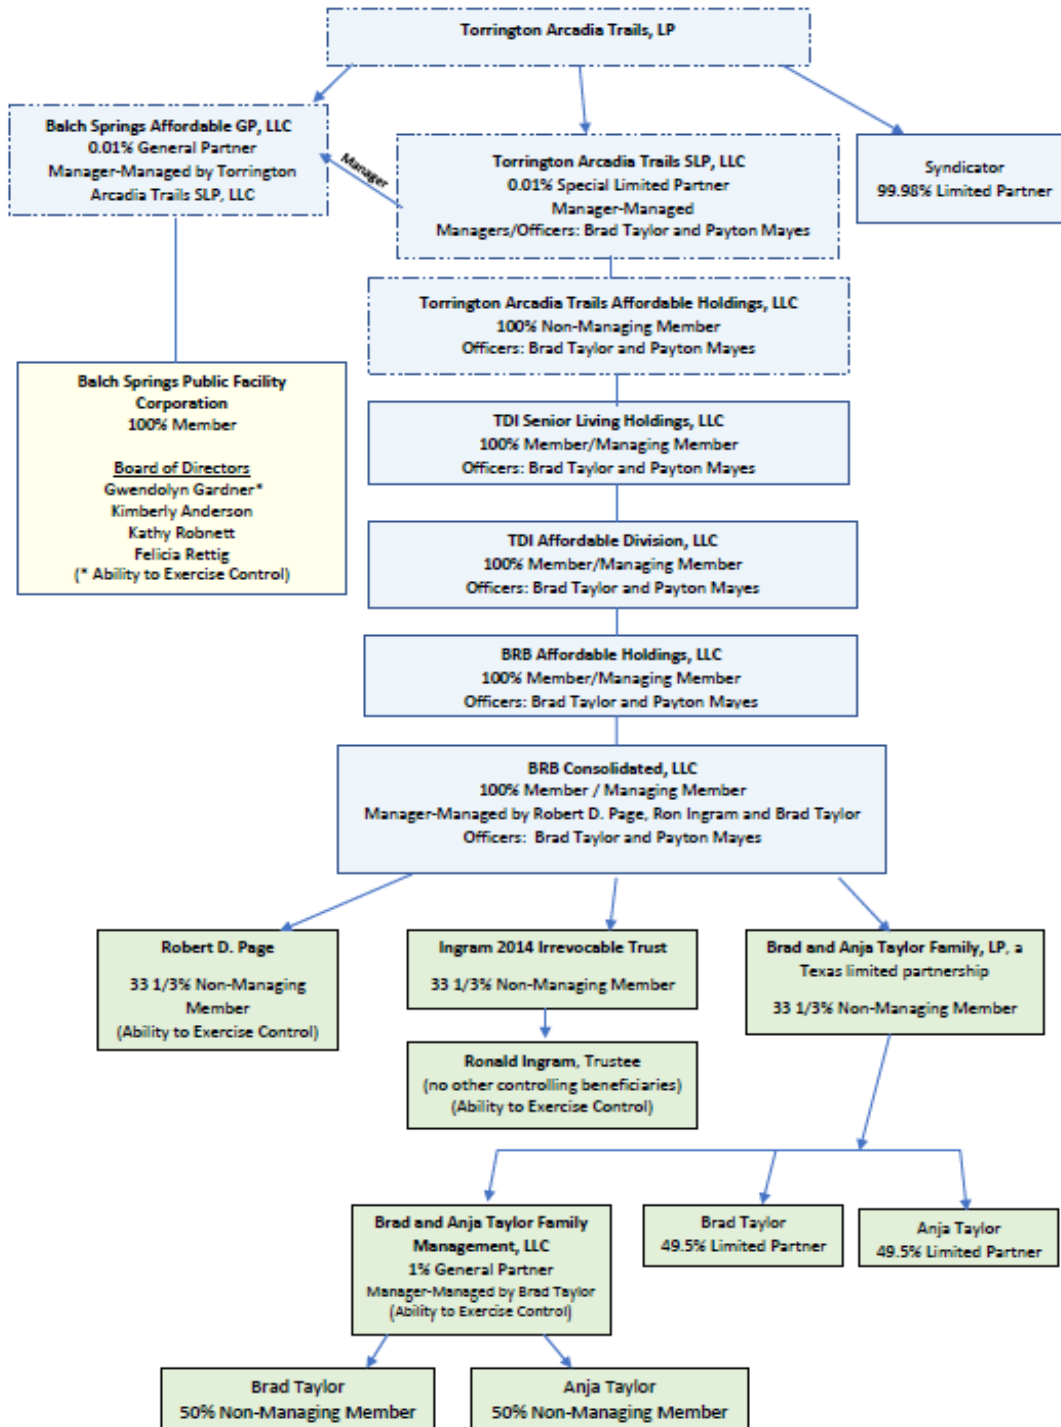 Torrington Arcadia Trails, LP
Balch Springs Affordable GP, LLC
0.01% General Partner
Manager-Managed by Torrington
Arcadia Trails SLP, LLC
Manager
Torrington Arcadia Trails SLP, LLC
0.01% Special Limited Partner
Manager-Managed
Managers/Officers: Brad Taylor and Payton Mayes
Syndicator
99.98% Limited Partner
Torrington Arcadia Trails Affordable Holdings, LLC
100% Non-Managing Member
Officers: Brad Taylor and Payton Mayes
Balch Springs Public Facility
Corporation
100% Member
Board of Directors
Gwendolyn Gardner*
Kimberly Anderson
Kathy Robnett
Felicia Rettig
(* Ability to Exercise Control)
TDI Senior Living Holdings, LLC
100% Member/Managing Member
Officers: Brad Taylor and Payton Mayes
TDI Affordable Division, LLC
100% Member/Managing Member
Officers: Brad Taylor and Payton Mayes
BRB Affordable Holdings, LLC
100% Member/Managing Member
Officers: Brad Taylor and Payton Mayes
BRB Consolidated, LLC
100% Member / Managing Member
Manager-Managed by Robert D. Page, Ron Ingram and Brad Taylor
Officers: Brad Taylor and Payton Mayes
Robert D. Page
33 1/3% Non-Managing
Member
(Ability to Exercise Control)
Ingram 2014 Irrevocable Trust
33 1/3% Non-Managing Member
Brad and Anja Taylor Family, LP, a
Texas limited partnership
33 1/3% Non-Managing Member
Ronald Ingram, Trustee
(no other controlling beneficiaries)
(Ability to Exercise Control)
Brad and Anja Taylor Family
Management, LLC
1% General Partner
Manager-Managed by Brad Taylor
(Ability to Exercise Control)
Brad Taylor
49.5% Limited Partner
Anja Taylor
49.5% Limited Partner
Brad Taylor
50% Non-Managing Member
Anja Taylor
50% Non-Managing Member